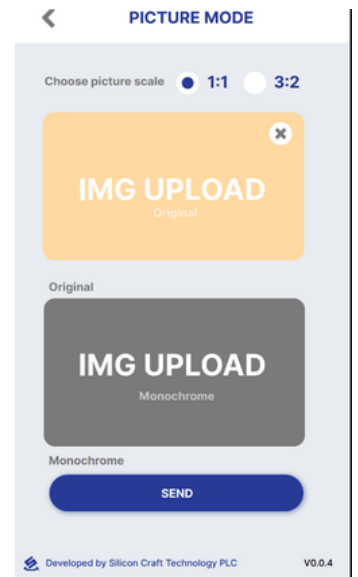 PICTURE MODE
Choose picture scale 1:1 3:2
IMG UPLOAD
Original
Original
IMG UPLOAD
Monochrome
Monochrome
SEND
Developed by Silicon Craft Technology PLC V0.0.4